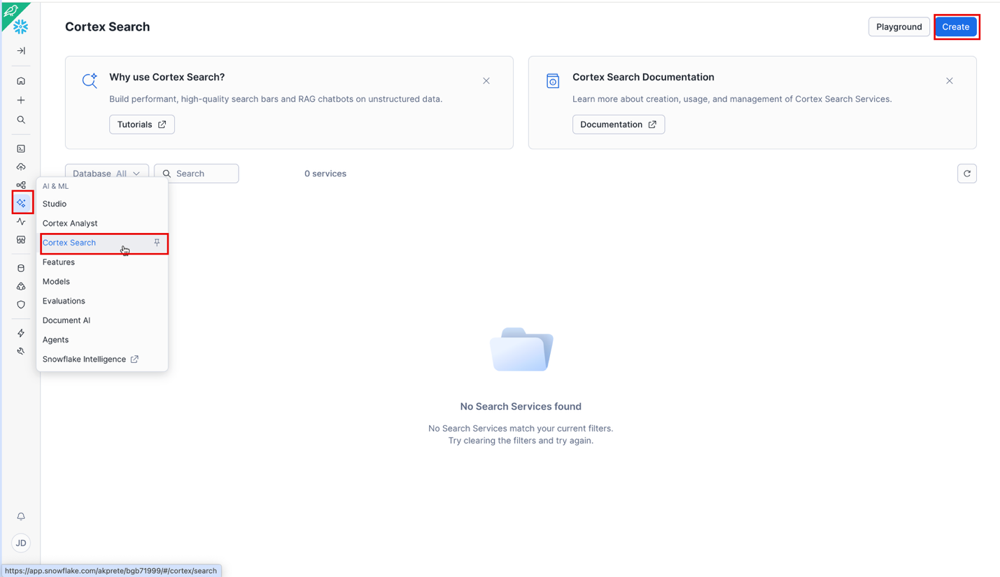 Cortex Search
Playground
Create
Why use Cortex Search?
Build performant, high-quality search bars and RAG chatbots on unstructured data.
Tutorials
Cortex Search Documentation
Learn more about creation, usage, and management of Cortex Search Services.
Documentation
Database All
Search
0 services
AI & ML
Studio
Cortex Analyst
Cortex Search
Features
Models
Evaluations
Document AI
Agents
Snowflake Intelligence
No Search Services found
No Search Services match your current filters.
Try clearing the filters and try again.
JD
https://app.snowflake.com/akprete/bgb71999/#/cortex/search